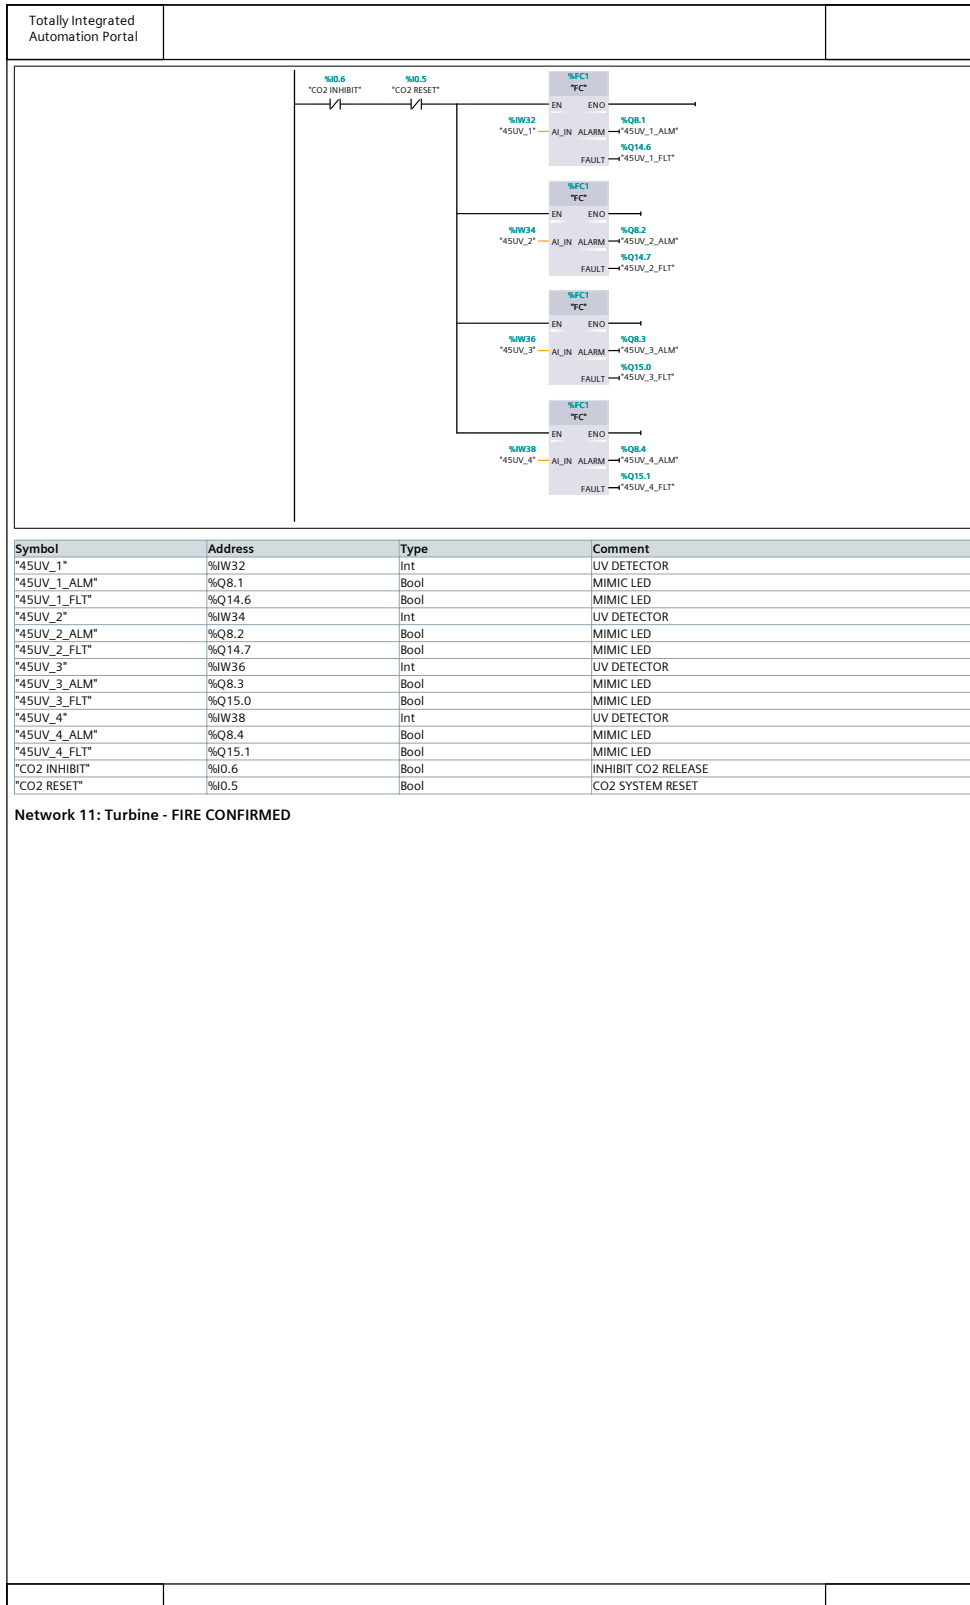 Totally Integrated
Automation Portal
%I0.6
"CO2 INHIBIT"
%I0.5
"CO2 RESET"
%FC1
"FC"
EN ENO
%IW32
"45UV_1"
AI_IN ALARM
%Q8.1
"45UV_1_ALM"
FAULT
%Q14.6
"45UV_1_FLT"
%FC1
"FC"
EN ENO
%IW34
"45UV_2"
AI_IN ALARM
%Q8.2
"45UV_2_ALM"
FAULT
%Q14.7
"45UV_2_FLT"
%FC1
"FC"
EN ENO
%IW36
"45UV_3"
AI_IN ALARM
%Q8.3
"45UV_3_ALM"
FAULT
%Q15.0
"45UV_3_FLT"
%FC1
"FC"
EN ENO
%IW38
"45UV_4"
AI_IN ALARM
%Q8.4
"45UV_4_ALM"
FAULT
%Q15.1
"45UV_4_FLT"
Symbol Address Type Comment
"45UV_1" %IW32 Int UV DETECTOR
"45UV_1_ALM" %Q8.1 Bool MIMIC LED
"45UV_1_FLT" %Q14.6 Bool MIMIC LED
"45UV_2" %IW34 Int UV DETECTOR
"45UV_2_ALM" %Q8.2 Bool MIMIC LED
"45UV_2_FLT" %Q14.7 Bool MIMIC LED
"45UV_3" %IW36 Int UV DETECTOR
"45UV_3_ALM" %Q8.3 Bool MIMIC LED
"45UV_3_FLT" %Q15.0 Bool MIMIC LED
"45UV_4" %IW38 Int UV DETECTOR
"45UV_4_ALM" %Q8.4 Bool MIMIC LED
"45UV_4_FLT" %Q15.1 Bool MIMIC LED
"CO2 INHIBIT" %I0.6 Bool INHIBIT CO2 RELEASE
"CO2 RESET" %I0.5 Bool CO2 SYSTEM RESET
Network 11: Turbine - FIRE CONFIRMED